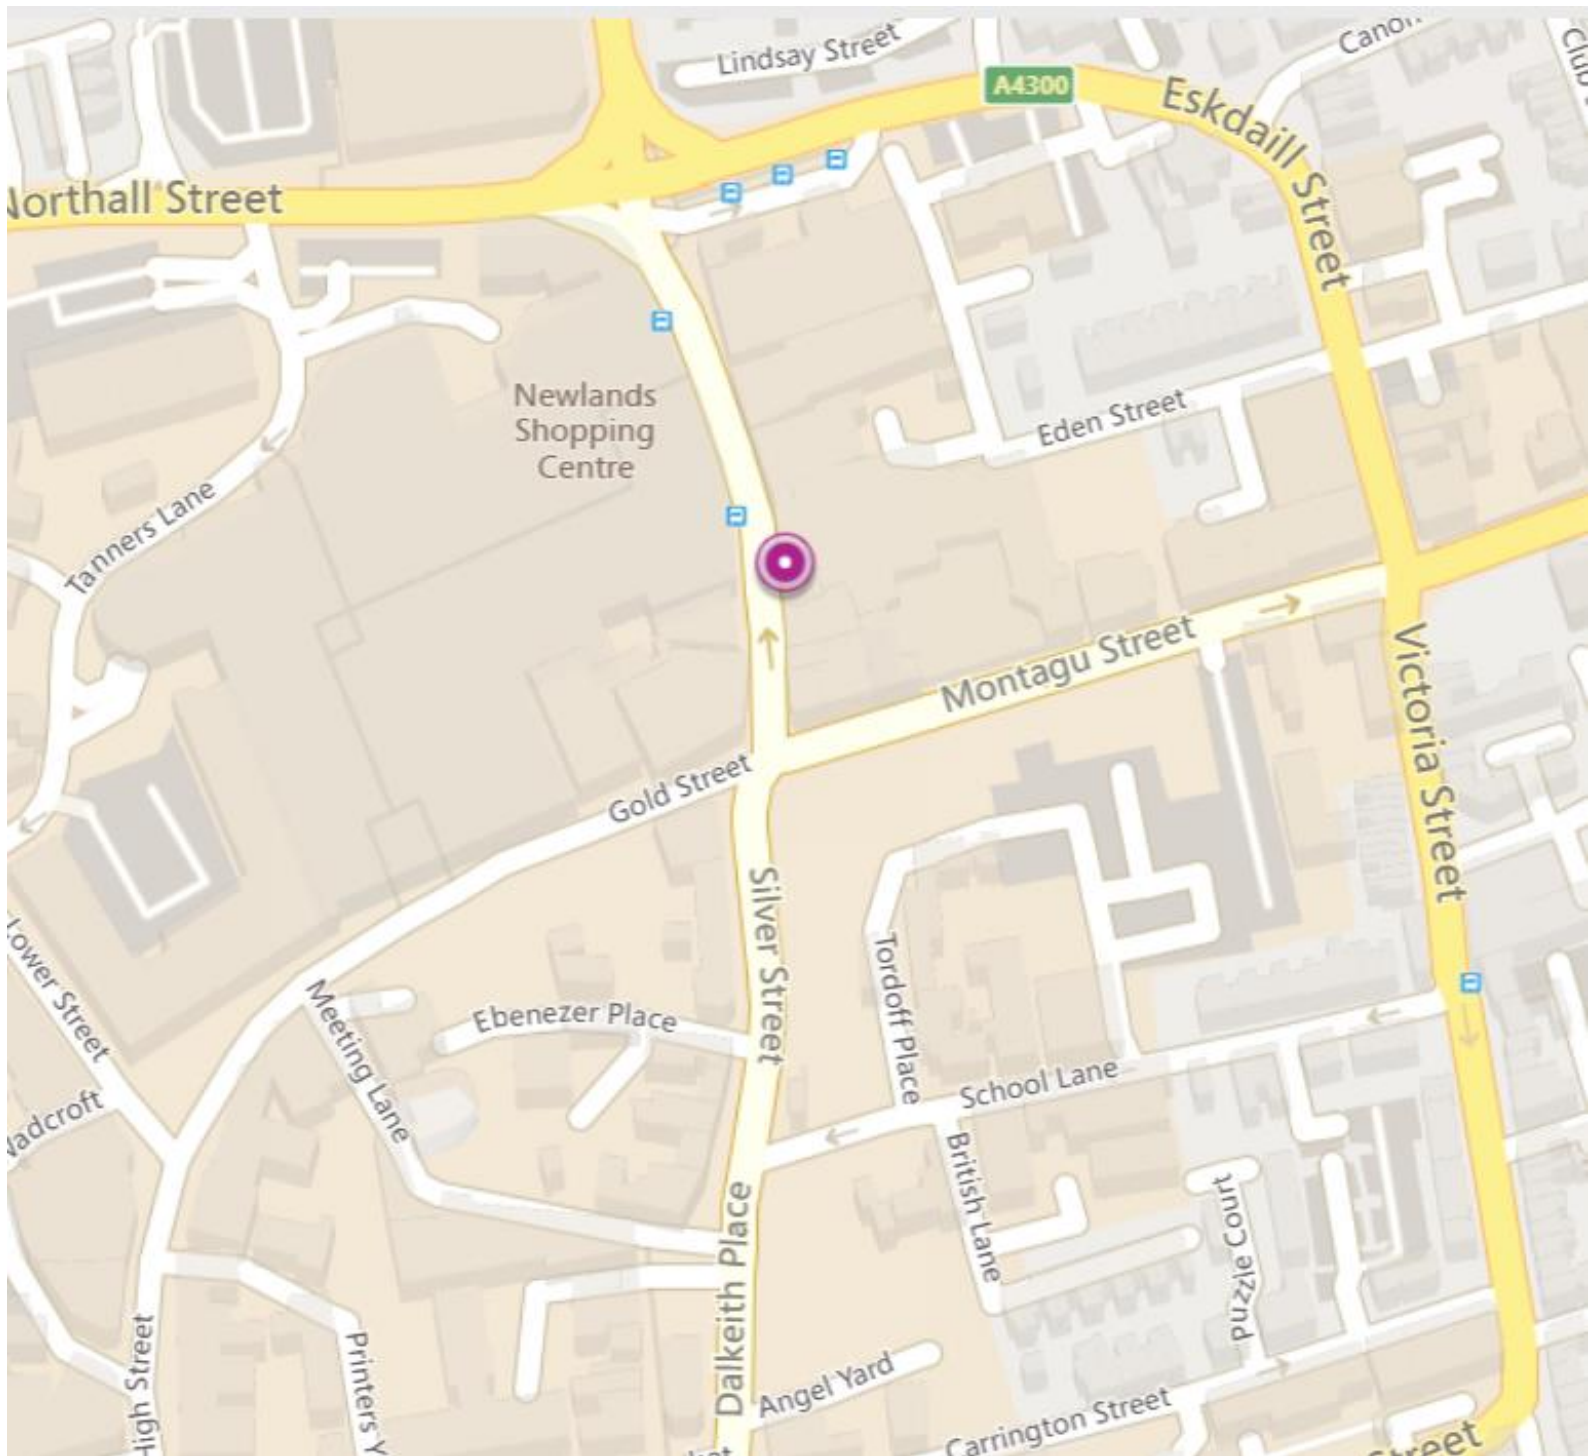 Lindsay Street
A4300
Eskdaill Street
Northall Street
Newlands
Shopping
Centre
Eden Street
Tanners Lane
Montagu Street
Victoria Street
Gold Street
Silver Street
Lower Street
Meeting Lane
Ebenezer Place
Tordoff Place
School Lane
British Lane
Puzzle Court
Dalkeith Place
High Street
Printers Y
Angel Yard
Carrington Street
Street